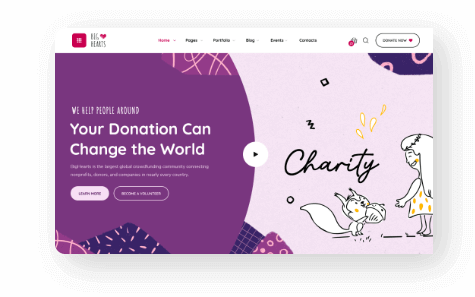 BIG
HEARTS
Home Pages Portfolio Blog Events Contacts
DONATE NOW
WE HELP PEOPLE AROUND
Your Donation Can
Change the World
BigHearts is the largest global crowdfunding community connecting
nonprofits, donors, and companies in nearly every country.
LEARN MORE BECOME A VOLUNTEER
Charity